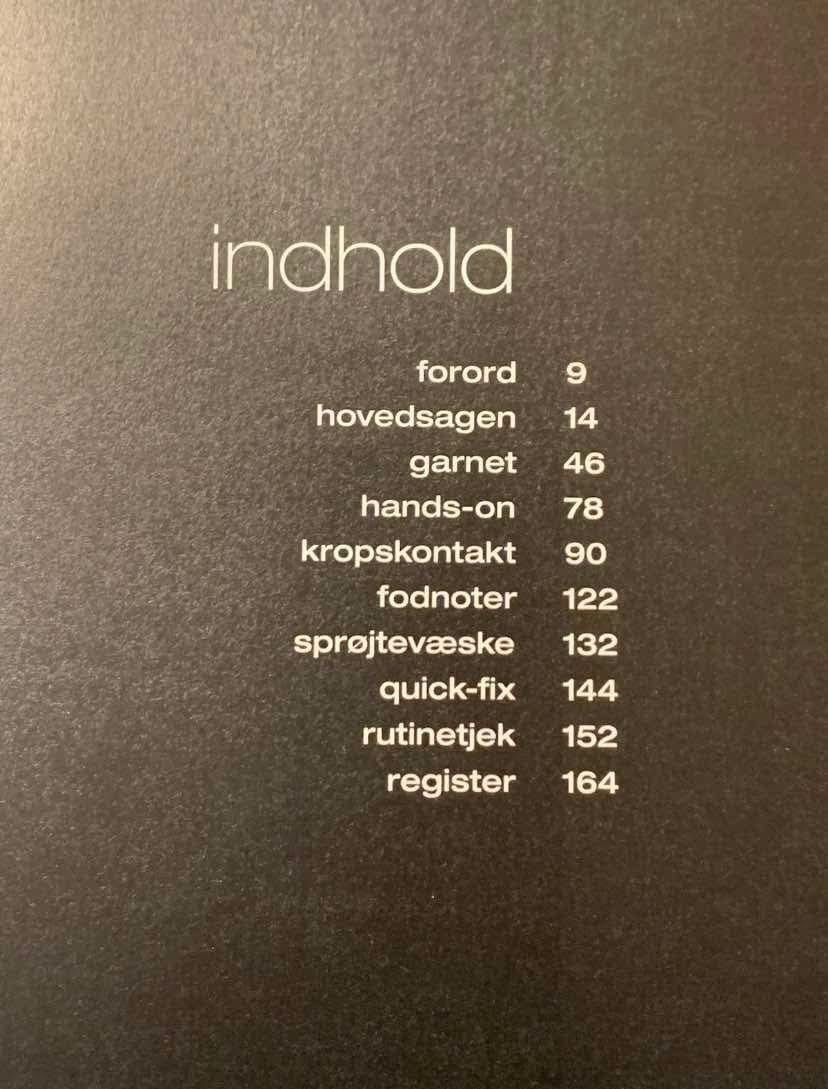 indhold
forord 9
hovedsagen 14
garnet 46
hands-on 78
kropskontakt 90
fodnoter 122
sprøjtevæske 132
quick-fix 144
rutinetjek 152
register 164